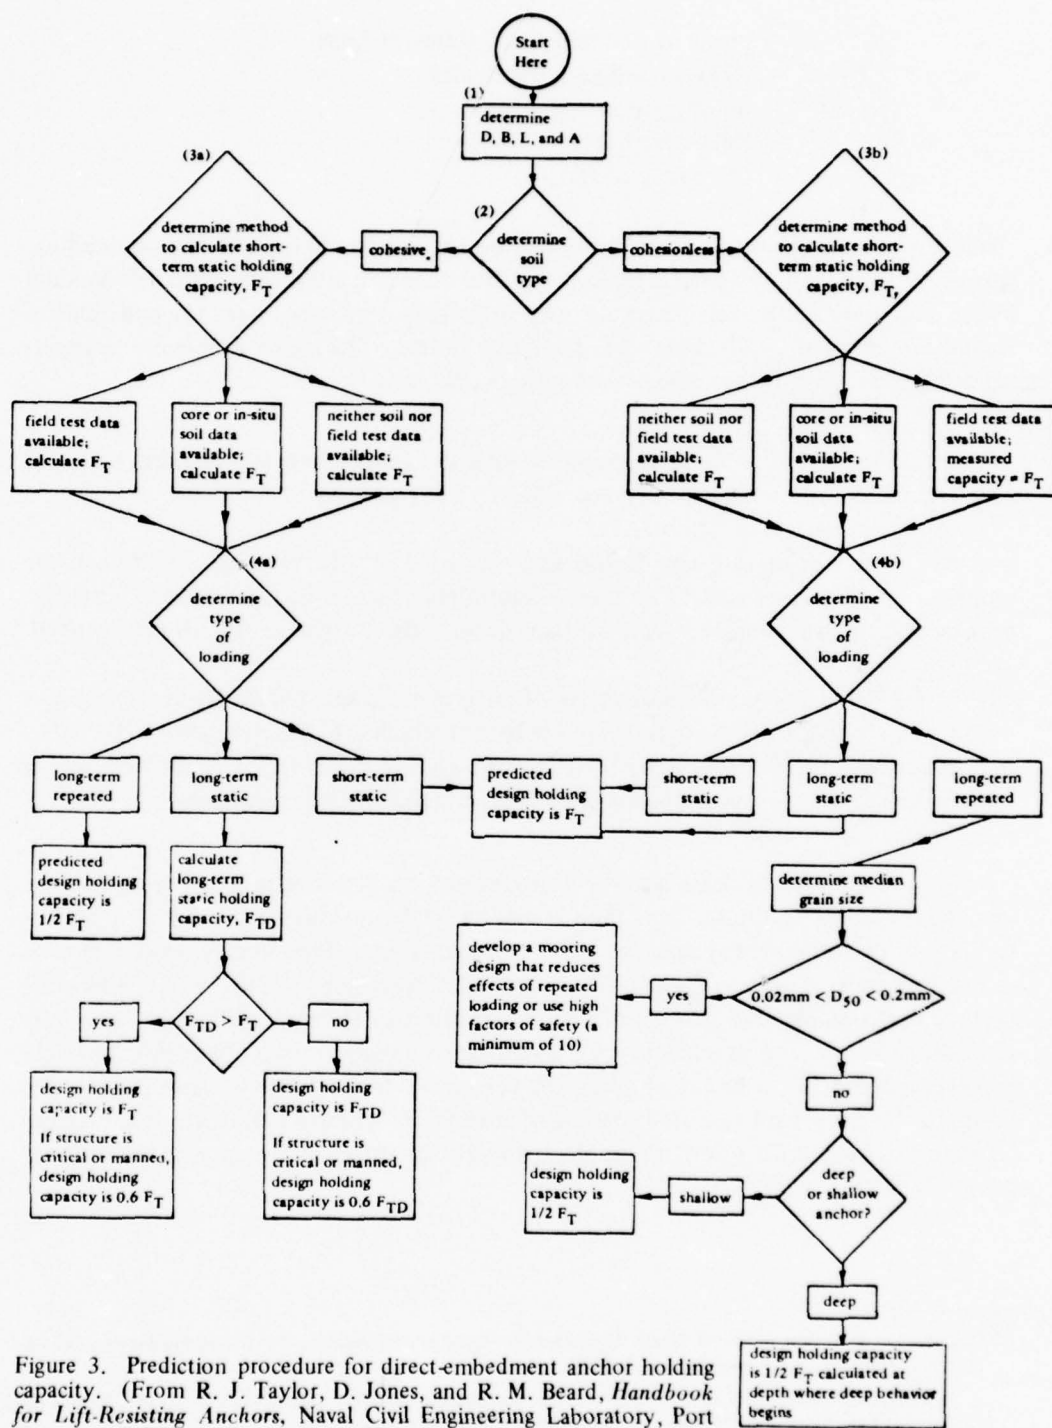 Start
Here
(1)
determine
D, B, L, and A
(2)
determine
soil
type
cohesive.
cohesionless
(3a)
determine method
to calculate short-
term static holding
capacity, F_T
(3b)
determine method
to calculate short-
term static holding
capacity, F_T,
field test data
available;
calculate F_T
core or in-situ
soil data
available;
calculate F_T
neither soil nor
field test data
available;
calculate F_T
neither soil nor
field test data
available;
calculate F_T
core or in-situ
soil data
available;
calculate F_T
field test data
available;
measured
capacity = F_T
(4a)
determine
type
of
loading
(4b)
determine
type
of
loading
long-term
repeated
long-term
static
short-term
static
predicted
design holding
capacity is F_T
short-term
static
long-term
static
long-term
repeated
predicted
design holding
capacity is
1/2 F_T
calculate
long-term
static holding
capacity, F_TD
determine median
grain size
develop a mooring
design that reduces
effects of repeated
loading or use high
factors of safety (a
minimum of 10)
yes
0.02mm < D_50 < 0.2mm
yes
F_TD > F_T
no
no
design holding
capacity is F_T
If structure is
critical or manned,
design holding
capacity is 0.6 F_T
design holding
capacity is F_TD
If structure is
critical or manned,
design holding
capacity is 0.6 F_TD
design holding
capacity is
1/2 F_T
shallow
deep
or shallow
anchor?
deep
design holding capacity
is 1/2 F_T calculated at
depth where deep behavior
begins
Figure 3. Prediction procedure for direct-embedment anchor holding
capacity. (From R. J. Taylor, D. Jones, and R. M. Beard, Handbook
for Lift-Resisting Anchors, Naval Civil Engineering Laboratory, Port